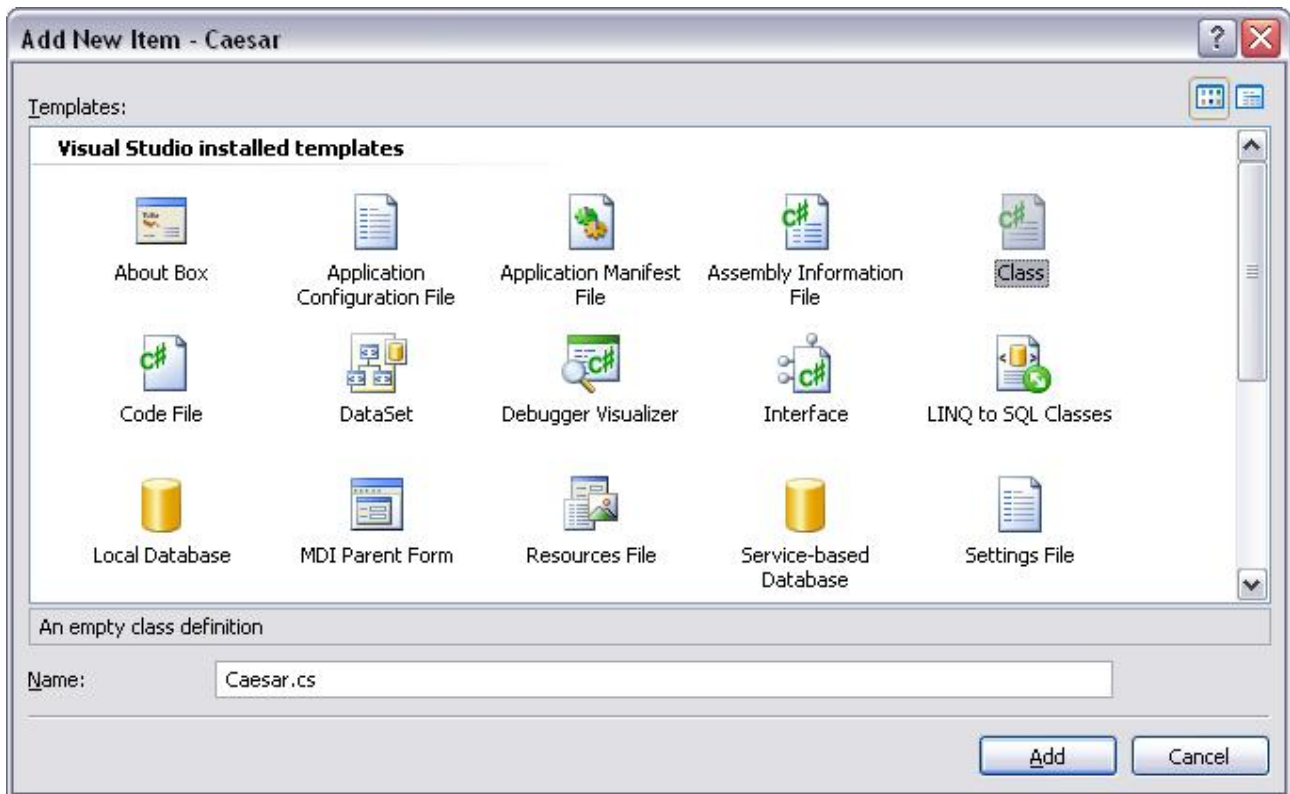 Add New Item - Caesar
Templates:
Visual Studio installed templates
About Box
Application
Configuration File
Application Manifest
File
Assembly Information
File
Class
Code File
DataSet
Debugger Visualizer
Interface
LINQ to SQL Classes
Local Database
MDI Parent Form
Resources File
Service-based
Database
Settings File
An empty class definition
Name:
Caesar.cs
Add
Cancel